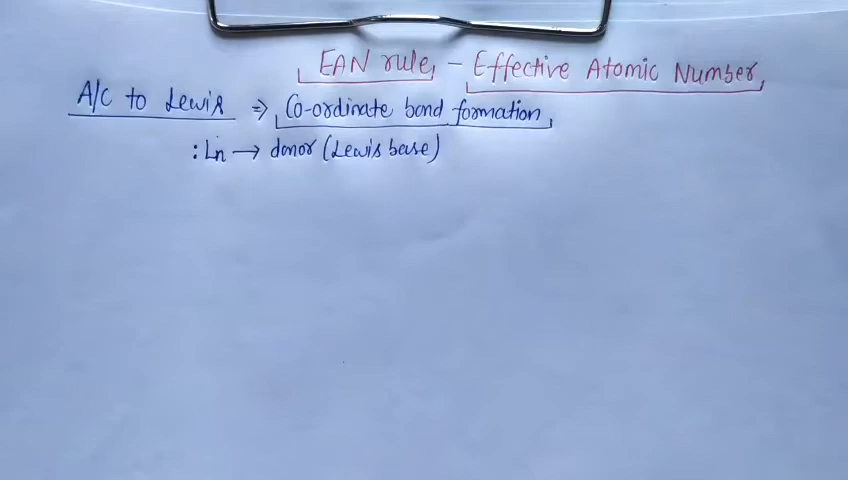 EAN rule, - Effective Atomic Number,
A/C to Lewis ⇒ Co-ordinate bond formation,
: Ln → donor (Lewis base)